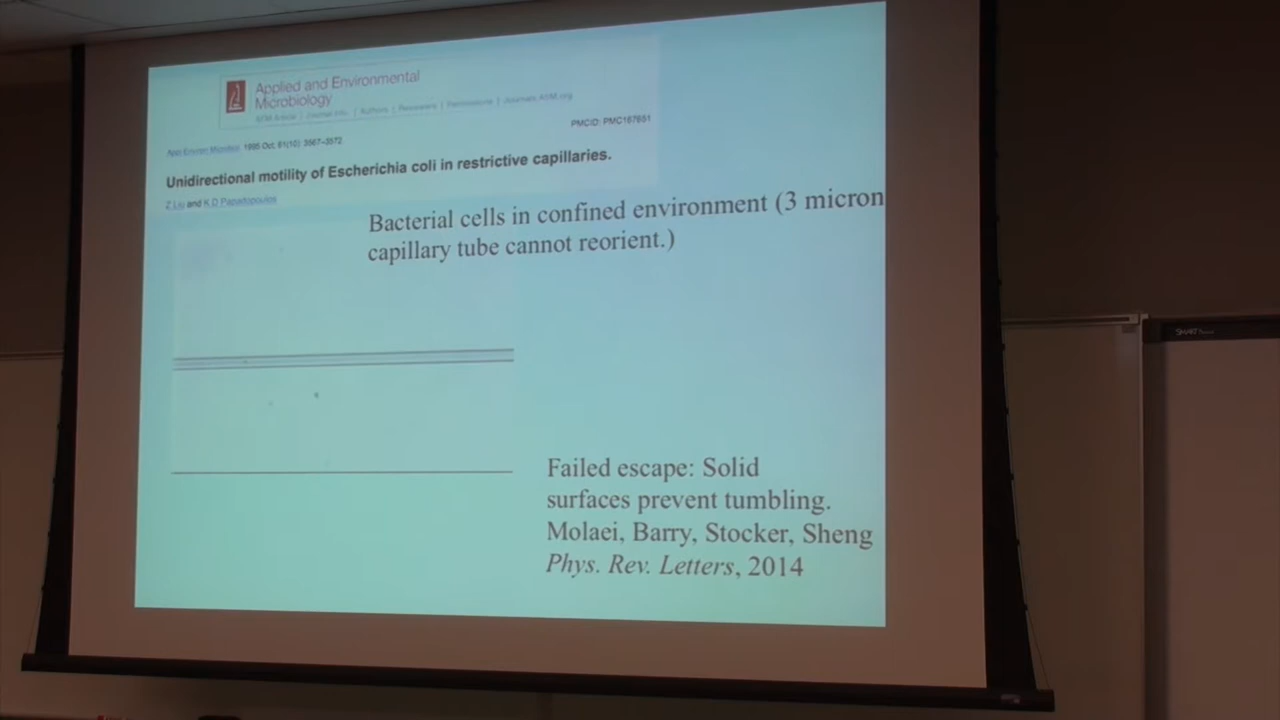 Applied and Environmental
Microbiology
AEM Article | Journal Info. | Authors | Reviewers | Permissions | Journals.ASM.org
PMCID: PMC167651
Appl Environ Microbiol. 1995 Oct; 61(10): 3567–3572
Unidirectional motility of Escherichia coli in restrictive capillaries.
Z Liu and K D Papadopoulos
Bacterial cells in confined environment (3 micron
capillary tube cannot reorient.)
Failed escape: Solid
surfaces prevent tumbling.
Molaei, Barry, Stocker, Sheng
Phys. Rev. Letters, 2014
SMART